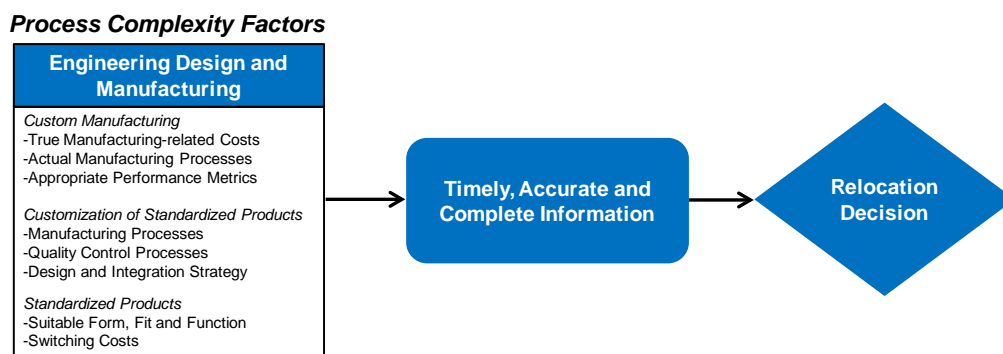 Process Complexity Factors
Engineering Design and
Manufacturing
Custom Manufacturing
-True Manufacturing-related Costs
-Actual Manufacturing Processes
-Appropriate Performance Metrics
Customization of Standardized Products
-Manufacturing Processes
-Quality Control Processes
-Design and Integration Strategy
Standardized Products
-Suitable Form, Fit and Function
-Switching Costs
Timely, Accurate and
Complete Information
Relocation
Decision